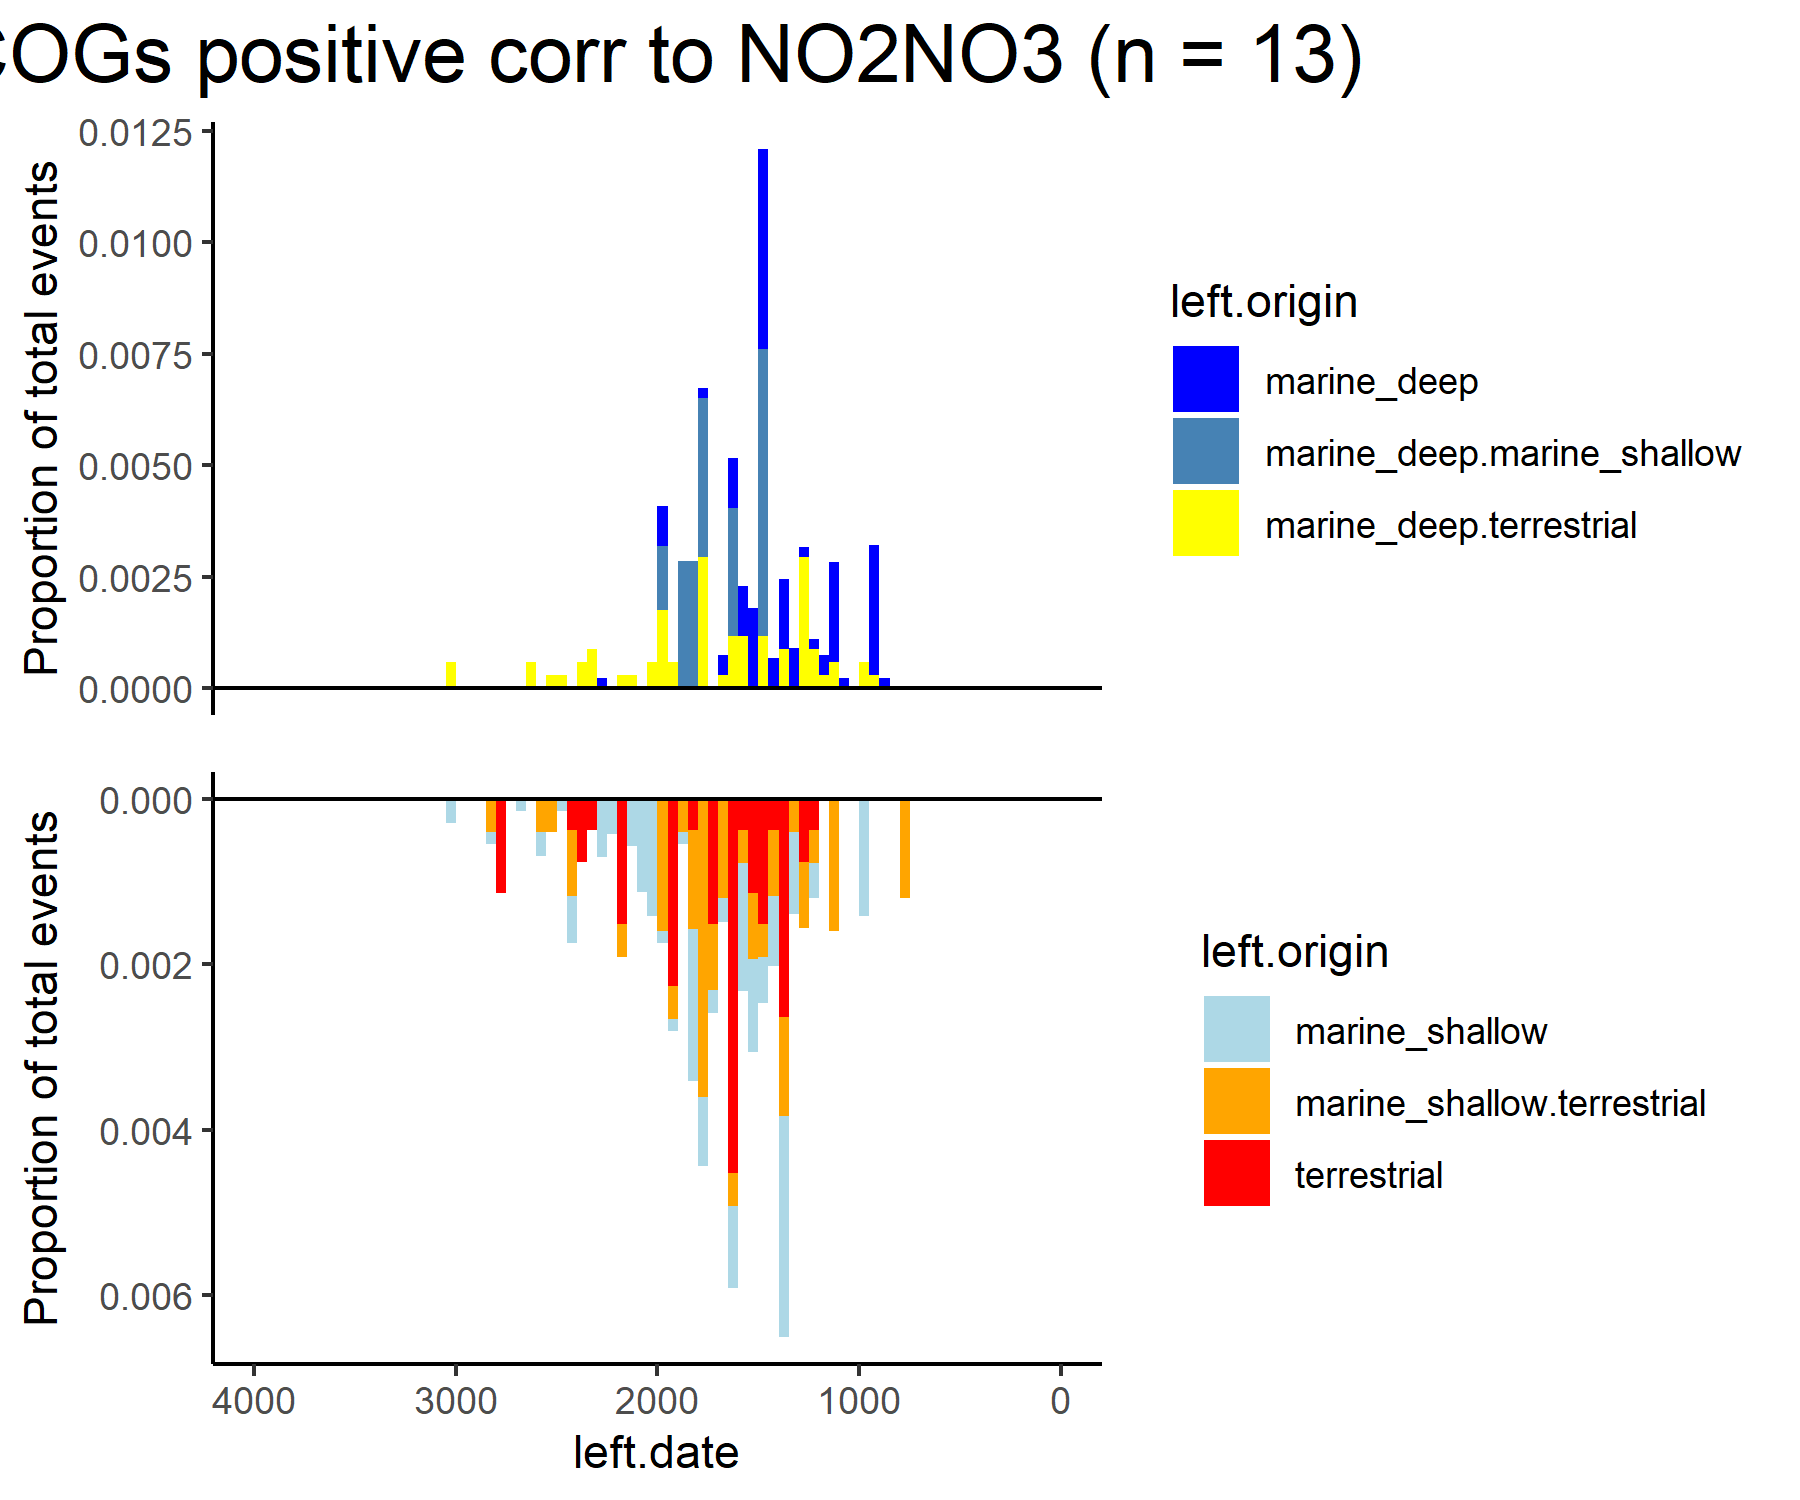 COGs positive corr to NO2NO3 (n = 13)
0.0125
0.0100
0.0075
0.0050
0.0025
0.0000
Proportion of total events
left.origin
marine_deep
marine_deep.marine_shallow
marine_deep.terrestrial
0.000
0.002
0.004
0.006
Proportion of total events
4000 3000 2000 1000 0
left.date
left.origin
marine_shallow
marine_shallow.terrestrial
terrestrial